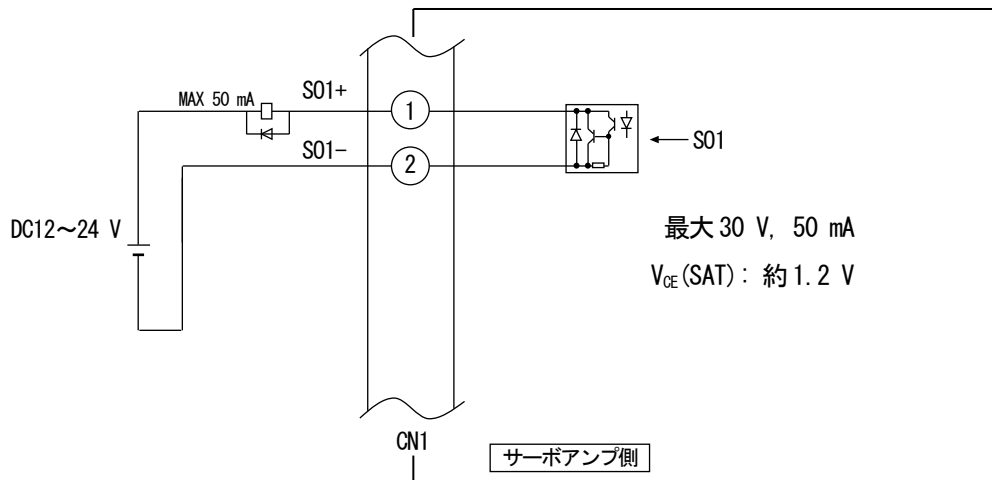 MAX 50 mA
SO1+
1
SO1-
2
SO1
DC12～24 V
最大 30 V, 50 mA
VCE(SAT): 約 1.2 V
CN1
サーボアンプ側